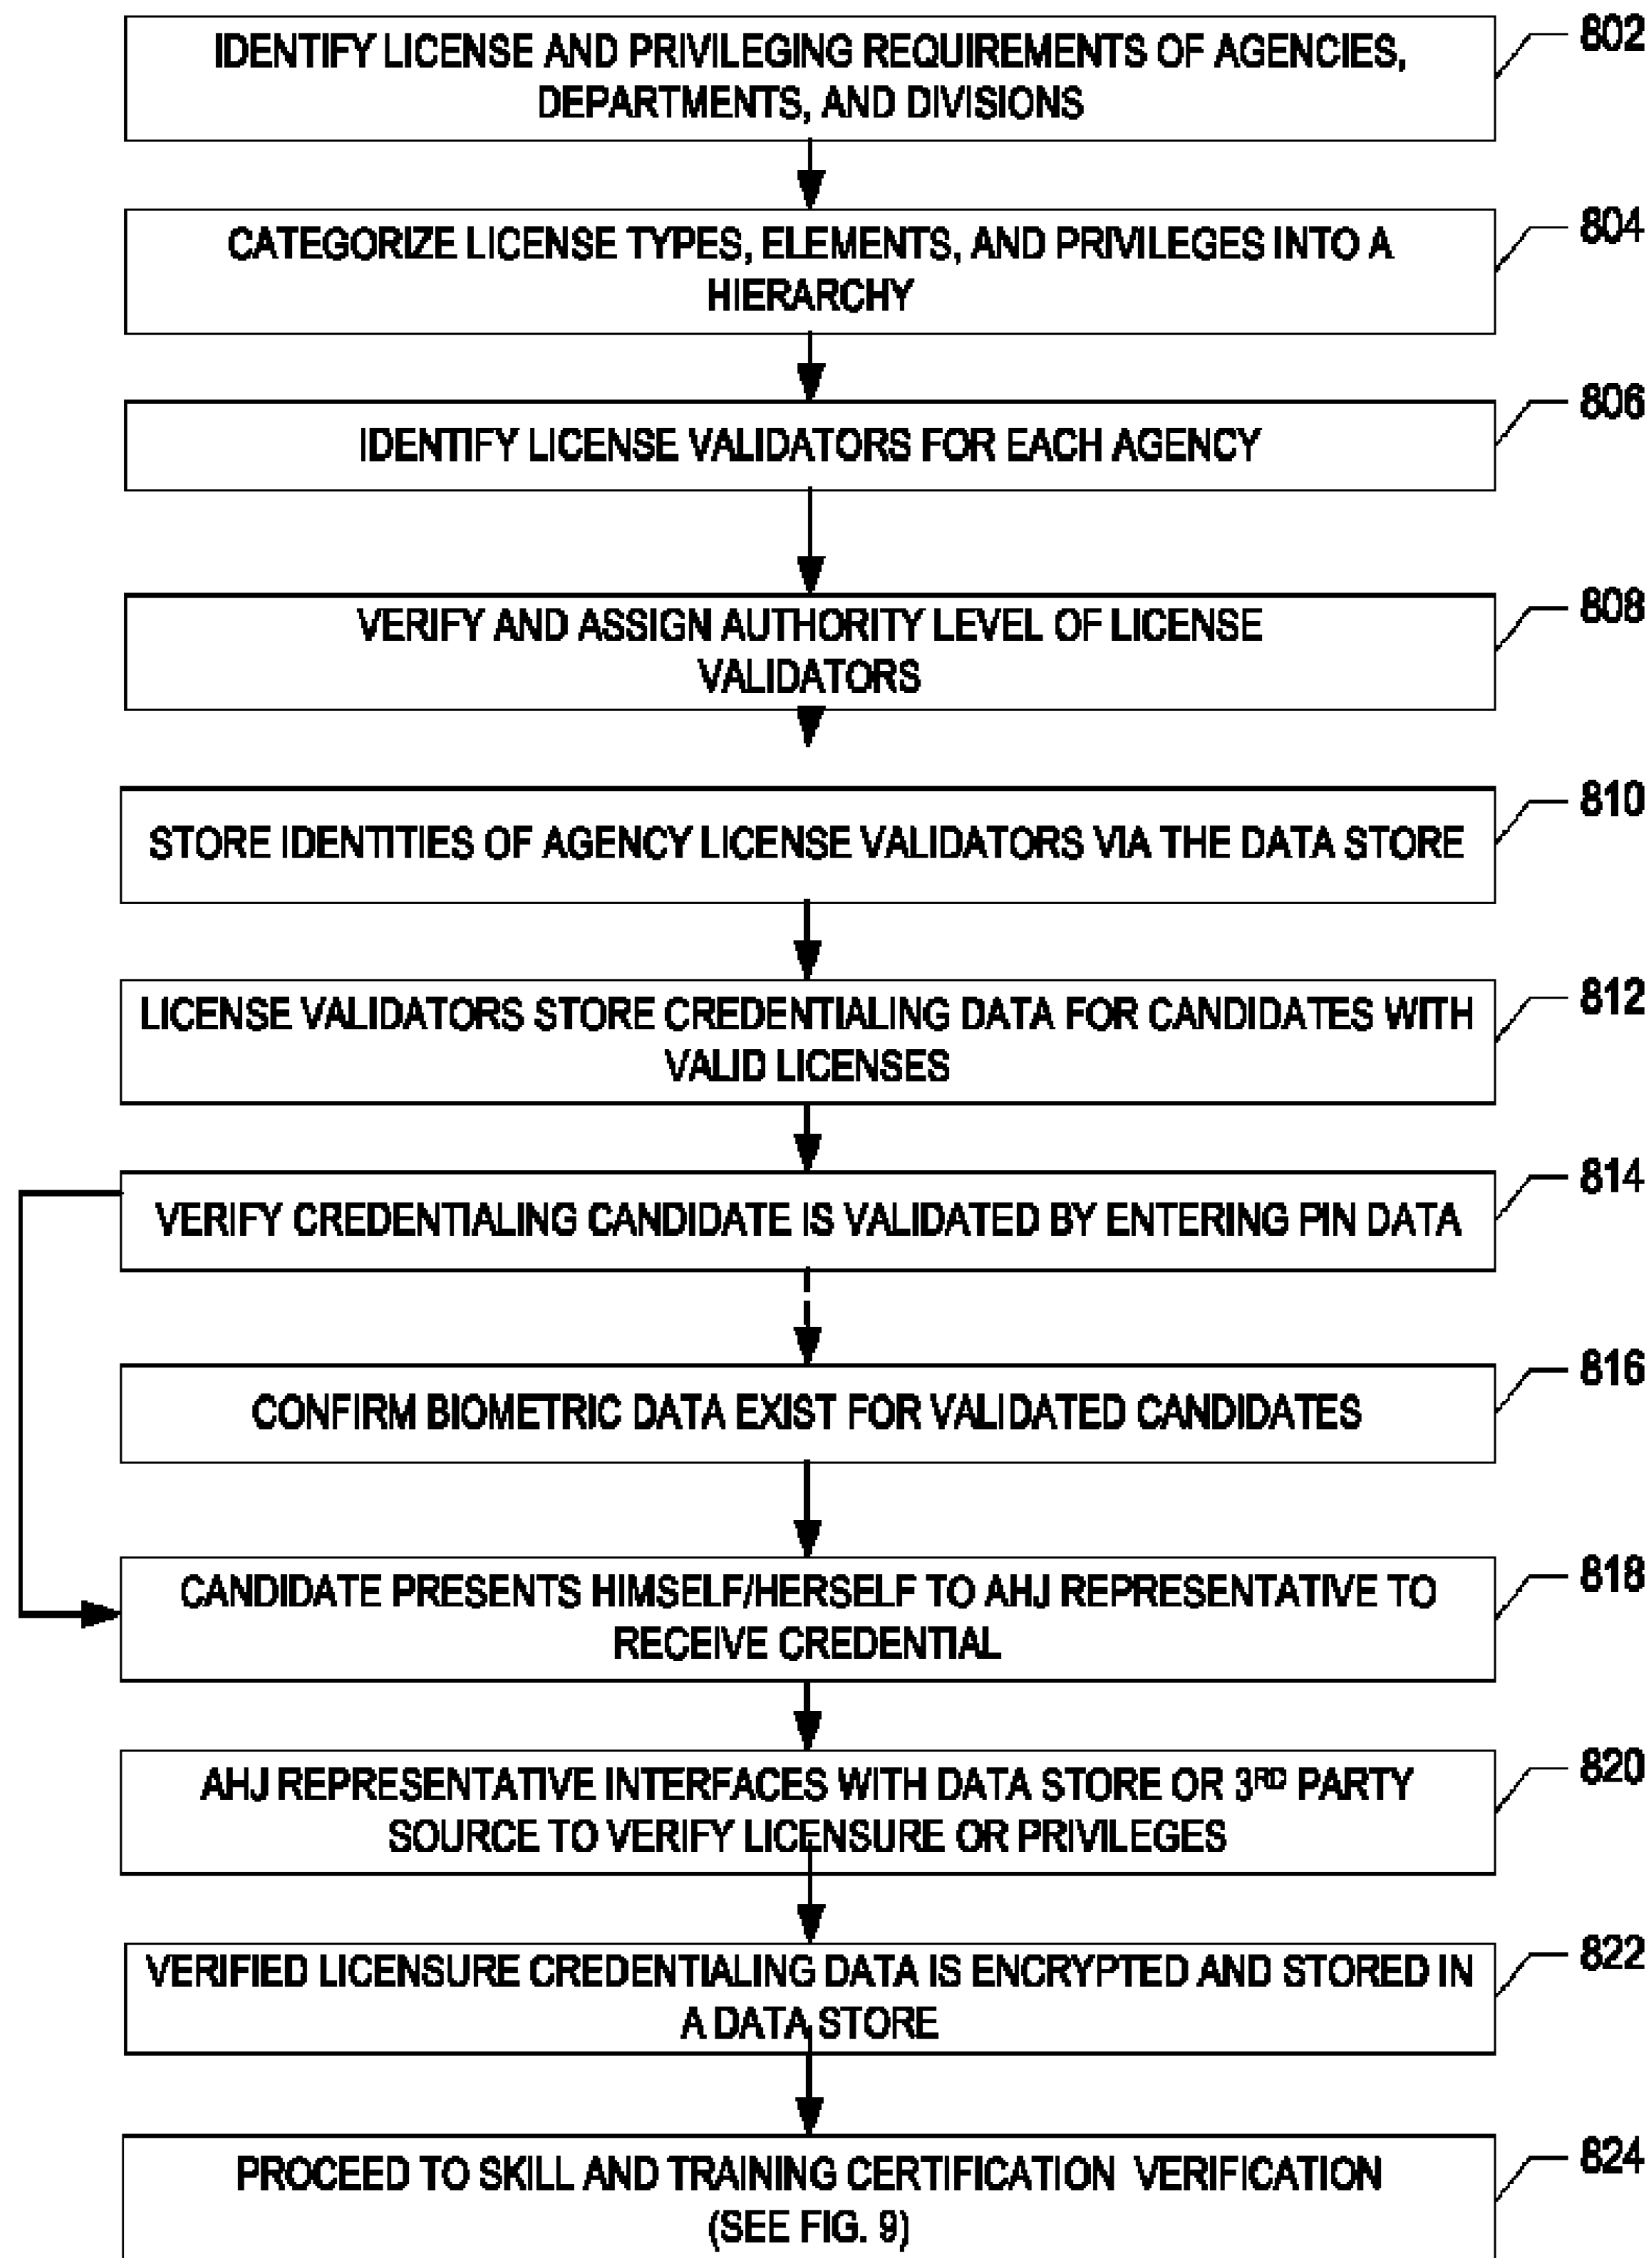 IDENTIFY LICENSE AND PRIVILEGING REQUIREMENTS OF AGENCIES,
DEPARTMENTS, AND DIVISIONS
802
CATEGORIZE LICENSE TYPES, ELEMENTS, AND PRIVILEGES INTO A
HIERARCHY
804
IDENTIFY LICENSE VALIDATORS FOR EACH AGENCY
806
VERIFY AND ASSIGN AUTHORITY LEVEL OF LICENSE
VALIDATORS
808
STORE IDENTITIES OF AGENCY LICENSE VALIDATORS VIA THE DATA STORE
810
LICENSE VALIDATORS STORE CREDENTIALING DATA FOR CANDIDATES WITH
VALID LICENSES
812
VERIFY CREDENTIALING CANDIDATE IS VALIDATED BY ENTERING PIN DATA
814
CONFIRM BIOMETRIC DATA EXIST FOR VALIDATED CANDIDATES
816
CANDIDATE PRESENTS HIMSELF/HERSELF TO AHJ REPRESENTATIVE TO
RECEIVE CREDENTIAL
818
AHJ REPRESENTATIVE INTERFACES WITH DATA STORE OR 3RD PARTY
SOURCE TO VERIFY LICENSURE OR PRIVILEGES
820
VERIFIED LICENSURE CREDENTIALING DATA IS ENCRYPTED AND STORED IN
A DATA STORE
822
PROCEED TO SKILL AND TRAINING CERTIFICATION VERIFICATION
(SEE FIG. 9)
824